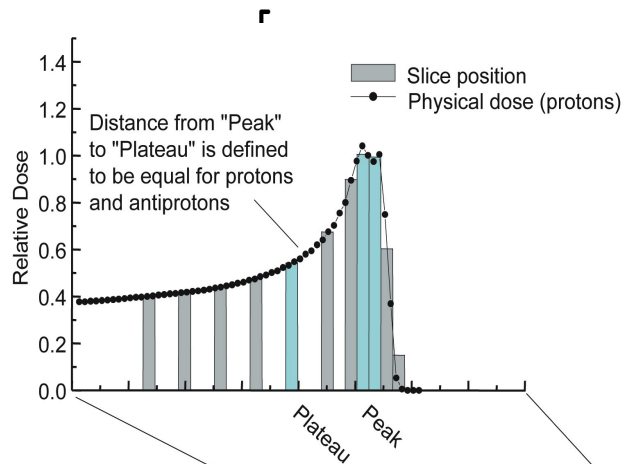 1.4
1.2
1.0
0.8
0.6
0.4
0.2
0.0
Relative Dose
Slice position
Physical dose (protons)
Distance from "Peak"
to "Plateau" is defined
to be equal for protons
and antiprotons
Plateau
Peak